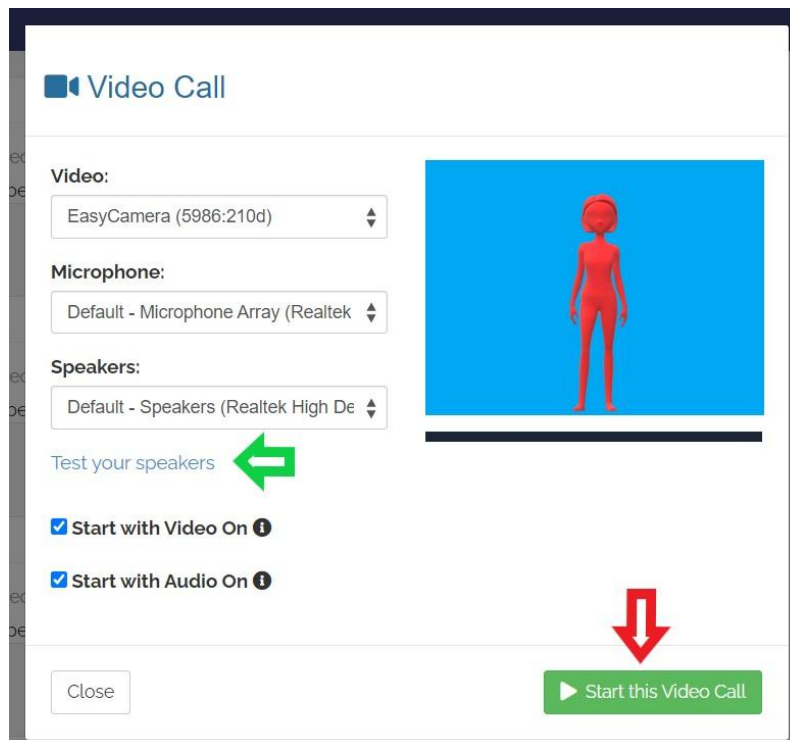 Video Call
Video:
EasyCamera (5986:210d)
Microphone:
Default - Microphone Array (Realtek
Speakers:
Default - Speakers (Realtek High De
Test your speakers
Start with Video On
Start with Audio On
Close
Start this Video Call